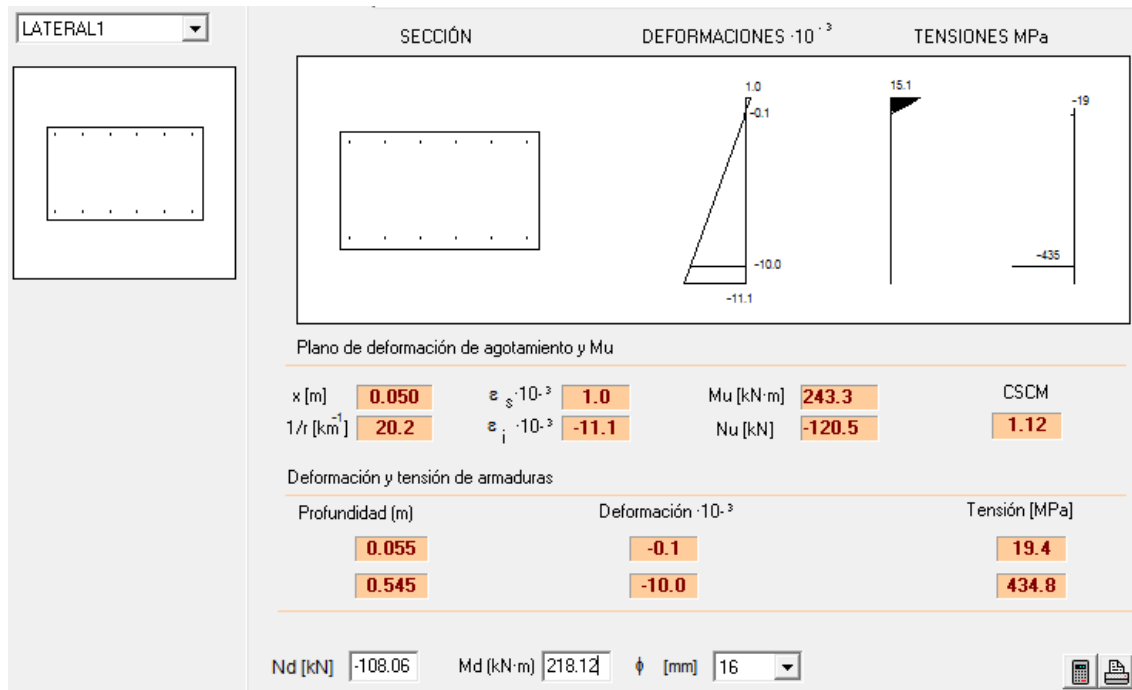 LATERAL1
SECCIÓN DEFORMACIONES ·10⁻³ TENSIONES MPa
1.0 15.1
-0.1 -19
-10.0 -435
-11.1
Plano de deformación de agotamiento y Mu
x [m] 0.050 ε s ·10-³ 1.0 Mu [kN·m] 243.3 CSCM
1/r [km⁻¹] 20.2 ε i ·10-³ -11.1 Nu [kN] -120.5 1.12
Deformación y tensión de armaduras
Profundidad (m) Deformación ·10-³ Tensión [MPa]
0.055 -0.1 19.4
0.545 -10.0 434.8
Nd [kN] -108.06 Md (kN·m) 218.12 ϕ [mm] 16